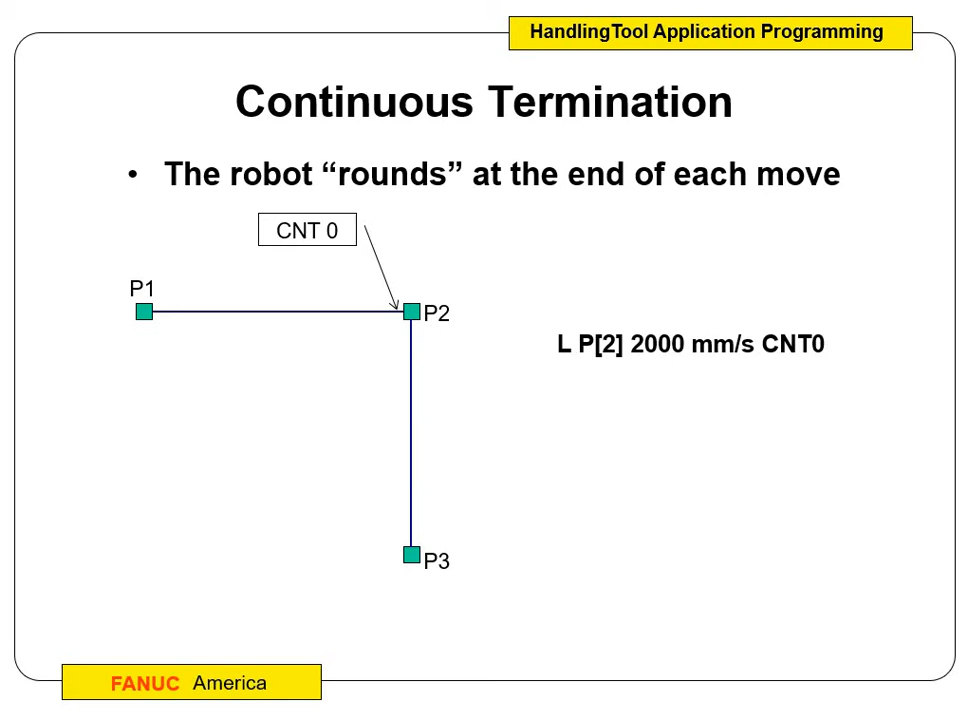 HandlingTool Application Programming
Continuous Termination
• The robot “rounds” at the end of each move
CNT 0
P1
P2
L P[2] 2000 mm/s CNT0
P3
FANUC America